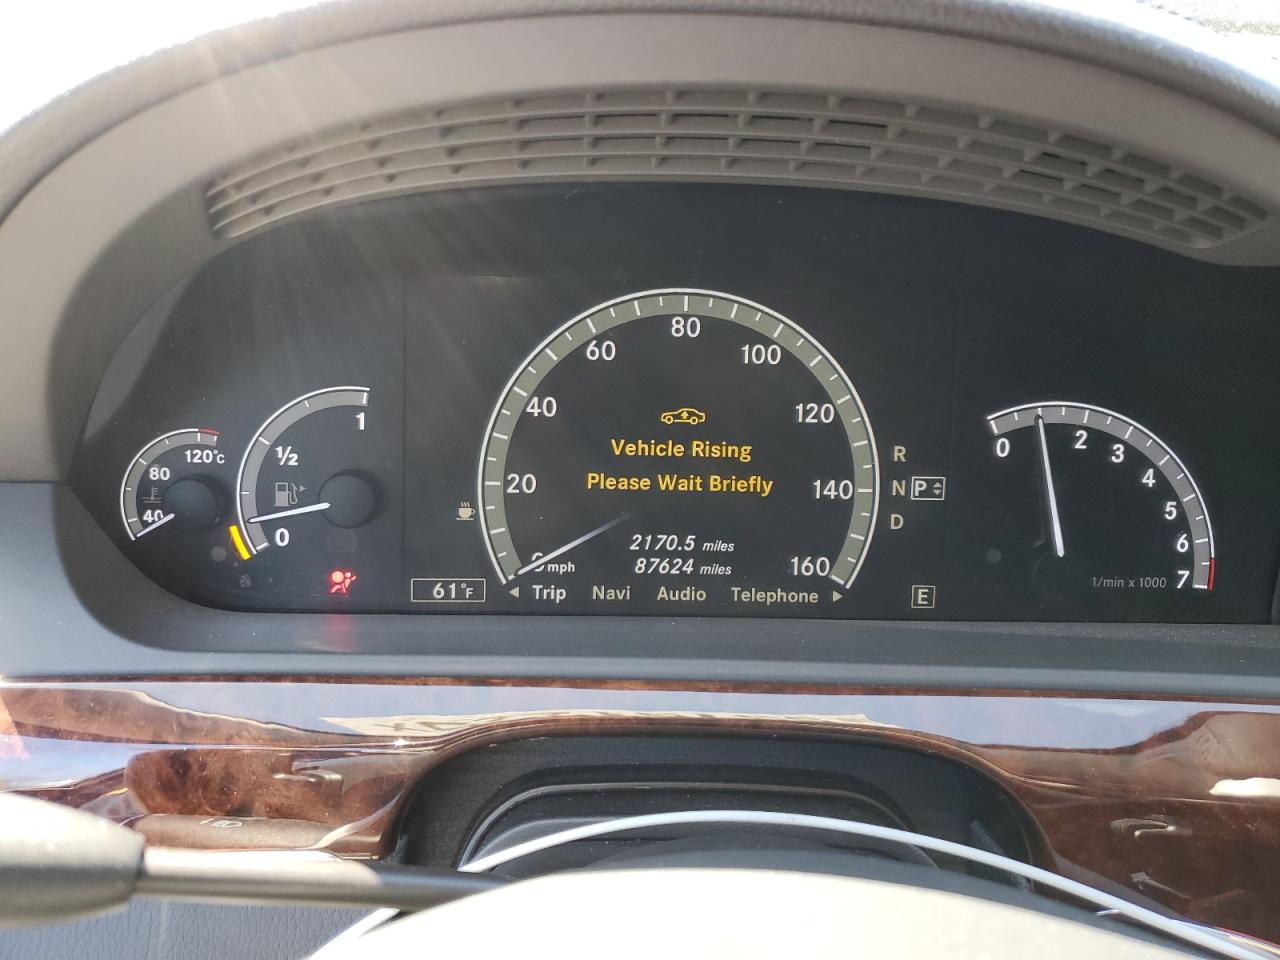 80
60
100
40
120
20
140
0 mph
160
Vehicle Rising
Please Wait Briefly
2170.5 miles
87624 miles
Trip Navi Audio Telephone
61°F
120°C
80
40
1
1/2
0
R
N
P
D
E
0
2
3
4
5
6
7
1/min x 1000